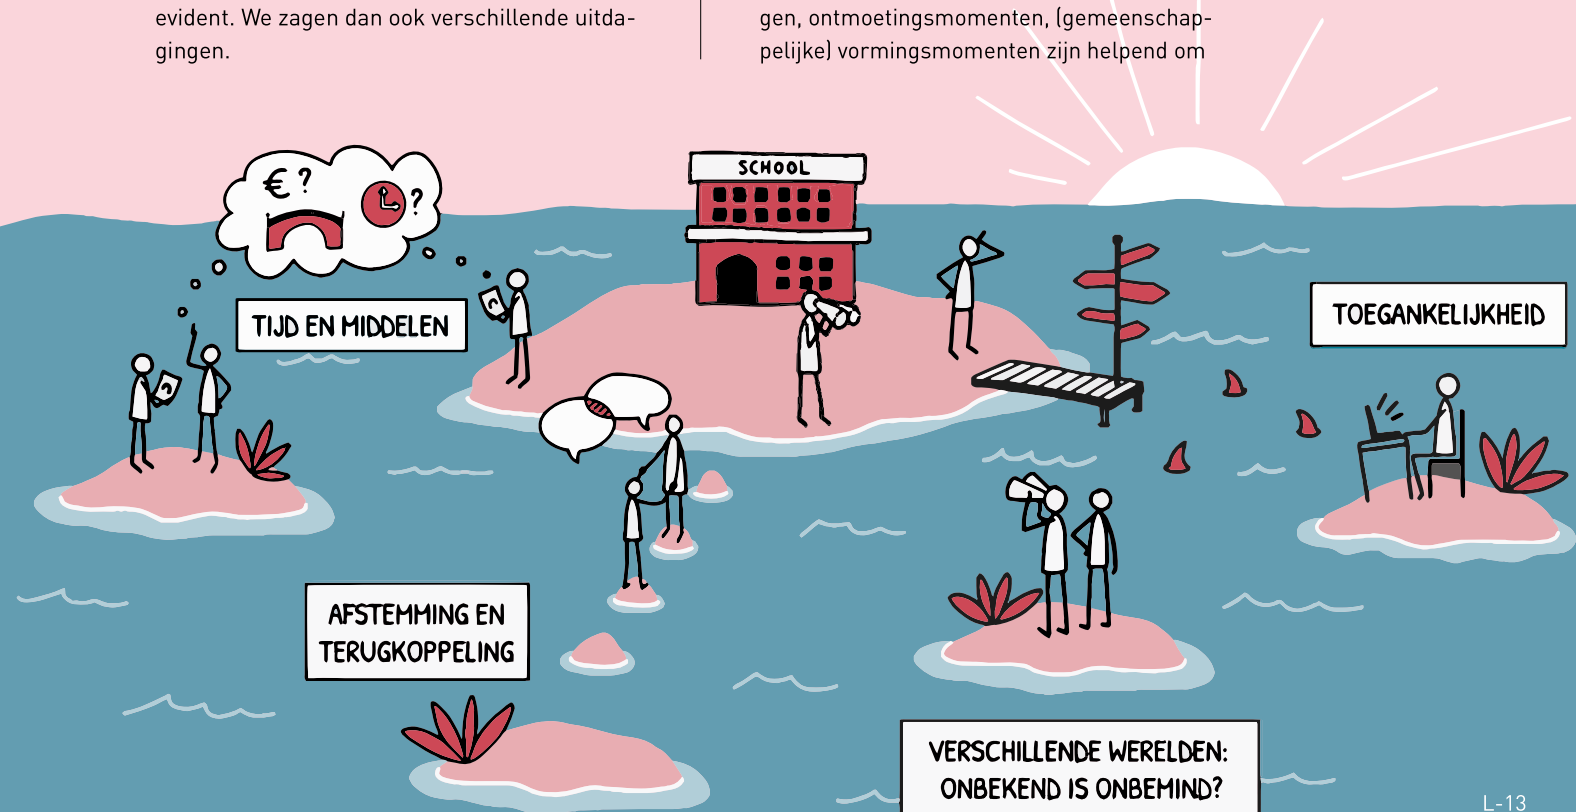 evident. We zagen dan ook verschillende uitda-
gingen.
gen, ontmoetingsmomenten, (gemeenschap-
pelijke) vormingsmomenten zijn helpend om
€ ?
?
SCHOOL
TIJD EN MIDDELEN
TOEGANKELIJKHEID
AFSTEMMING EN
TERUGKOPPELING
VERSCHILLENDE WERELDEN:
ONBEKEND IS ONBEMIND?
L-13